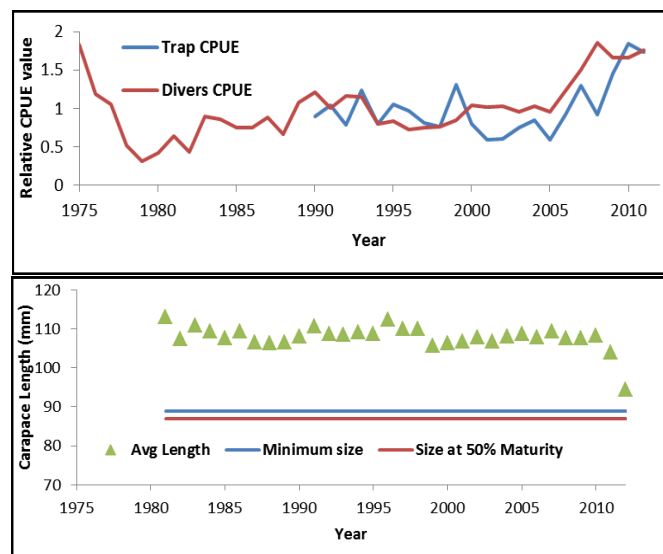 Relative CPUE value
2
1.5
1
0.5
0
Trap CPUE
Divers CPUE
1975 1980 1985 1990 1995 2000 2005 2010
Year
Carapace Length (mm)
120
110
100
90
80
70
Avg Length Minimum size Size at 50% Maturity
1975 1980 1985 1990 1995 2000 2005 2010
Year